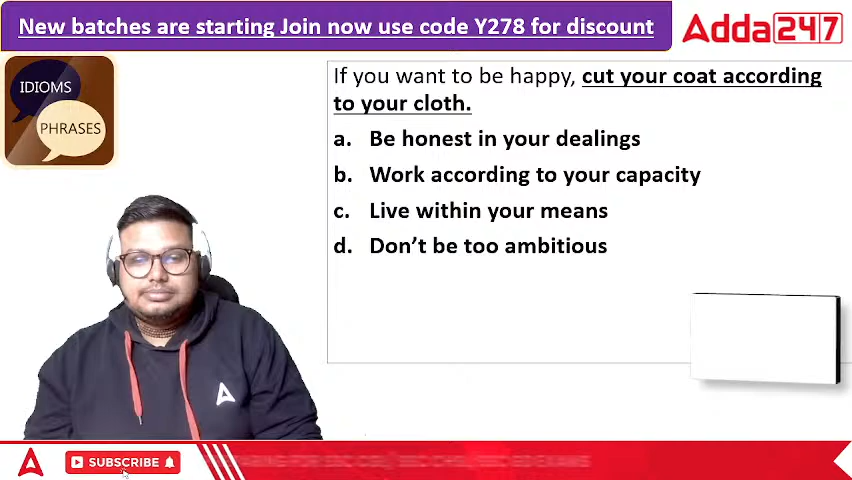 New batches are starting Join now use code Y278 for discount
Adda247
IDIOMS
PHRASES
If you want to be happy, cut your coat according
to your cloth.
a. Be honest in your dealings
b. Work according to your capacity
c. Live within your means
d. Don’t be too ambitious
SUBSCRIBE